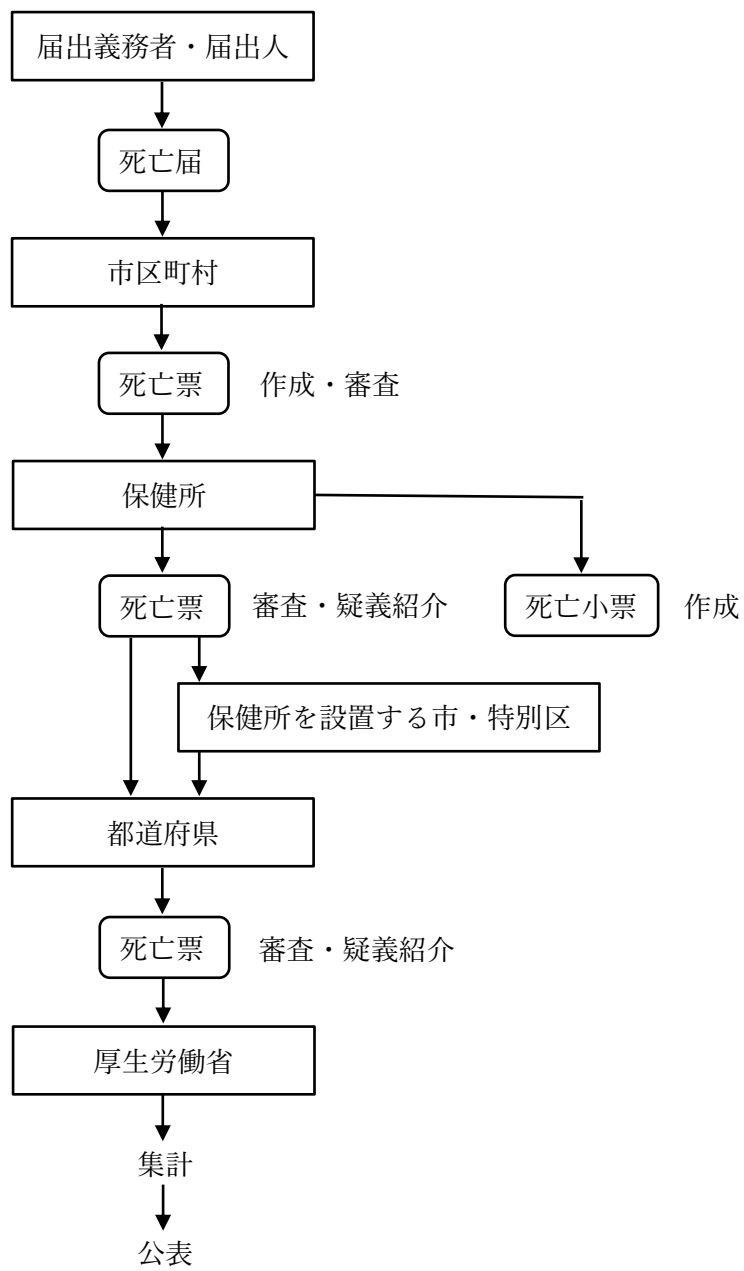 届出義務者・届出人
死亡届
市区町村
死亡票
作成・審査
保健所
死亡票
審査・疑義紹介
死亡小票
作成
保健所を設置する市・特別区
都道府県
死亡票
審査・疑義紹介
厚生労働省
集計
公表